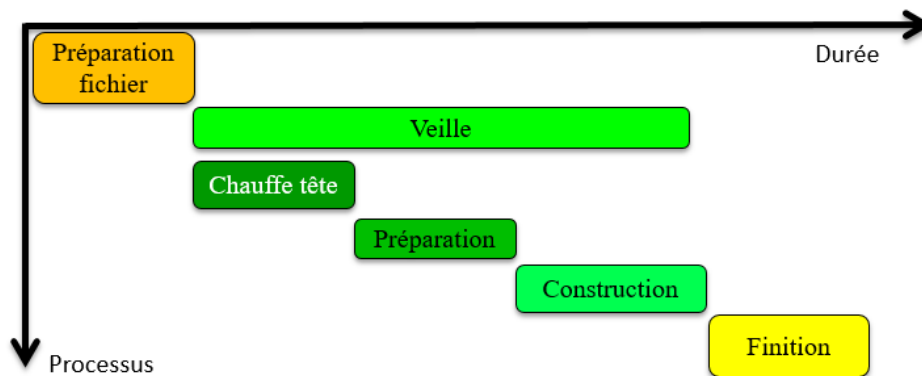 Durée
Préparation
fichier
Veille
Chauffe tête
Préparation
Construction
Finition
Processus